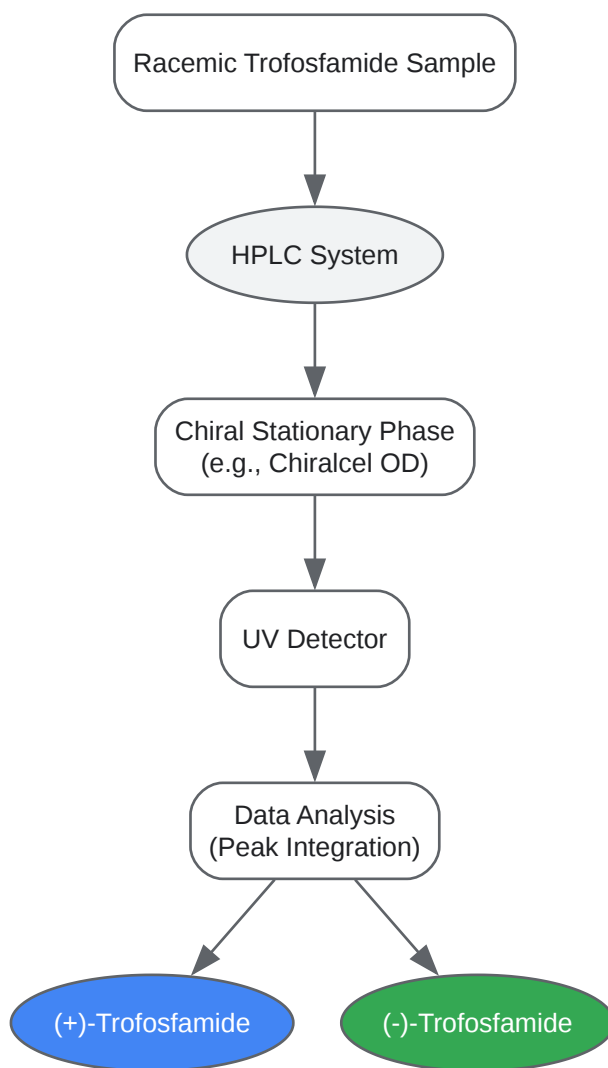 Racemic Trofosfamide Sample
HPLC System
Chiral Stationary Phase
(e.g., Chiralcel OD)
UV Detector
Data Analysis
(Peak Integration)
(+)-Trofosfamide
(-)-Trofosfamide